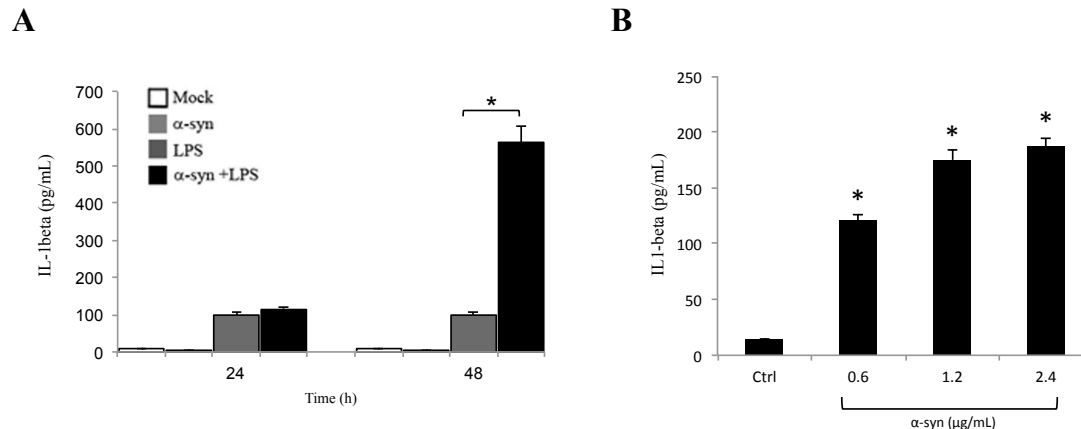 A
IL-1beta (pg/mL)
700
600
500
400
300
200
100
0
Mock
α-syn
LPS
α-syn +LPS
*
24
48
Time (h)
B
IL1-beta (pg/mL)
250
200
150
100
50
0
*
*
*
Ctrl
0.6
1.2
2.4
α-syn (µg/mL)